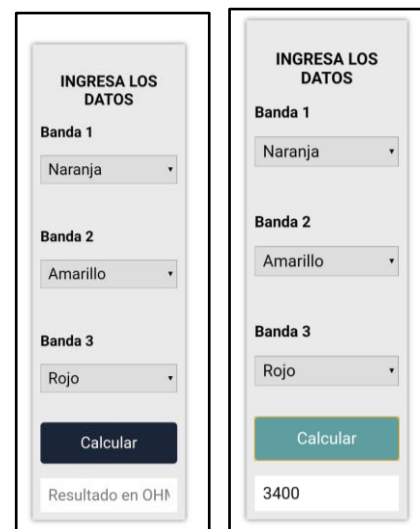 INGRESA LOS
DATOS
Banda 1
Naranja
Banda 2
Amarillo
Banda 3
Rojo
Calcular
Resultado en OHM
INGRESA LOS
DATOS
Banda 1
Naranja
Banda 2
Amarillo
Banda 3
Rojo
Calcular
3400